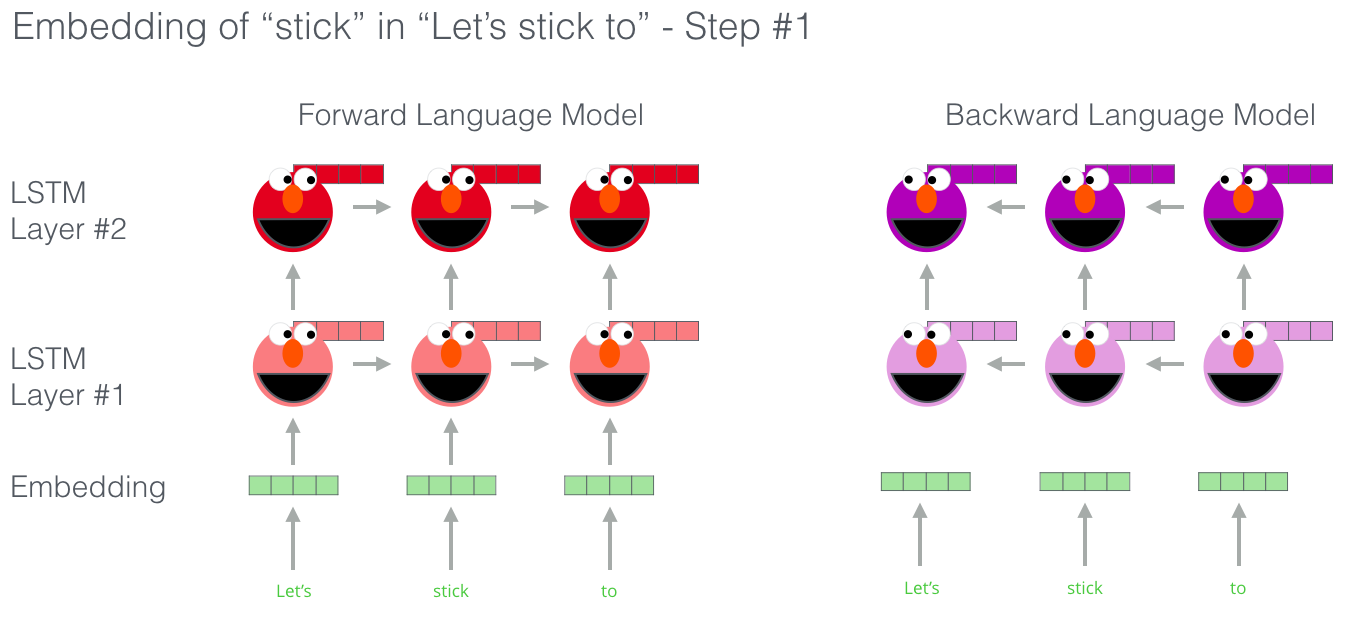 Embedding of “stick” in “Let’s stick to” - Step #1
Forward Language Model
Backward Language Model
LSTM
Layer #2
LSTM
Layer #1
Embedding
Let’s
stick
to
Let’s
stick
to